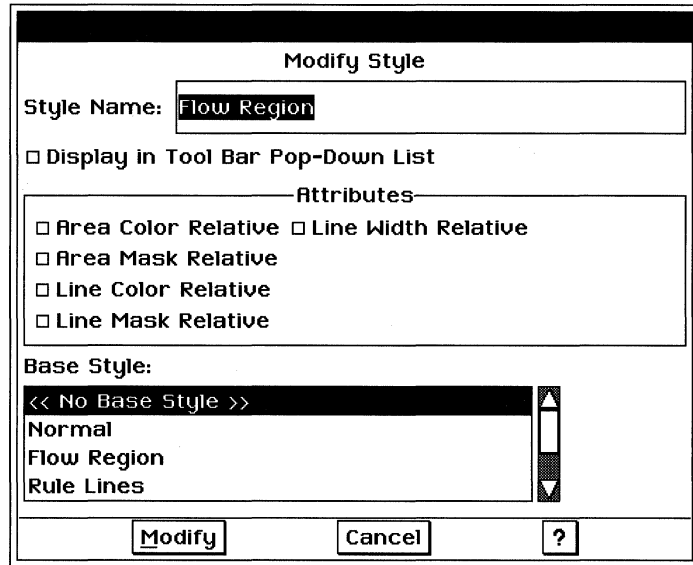 Modify Style
Style Name: Flow Region
Display in Tool Bar Pop-Down List
Attributes
Area Color Relative Line Width Relative
Area Mask Relative
Line Color Relative
Line Mask Relative
Base Style:
<< No Base Style >>
Normal
Flow Region
Rule Lines
Modify Cancel ?